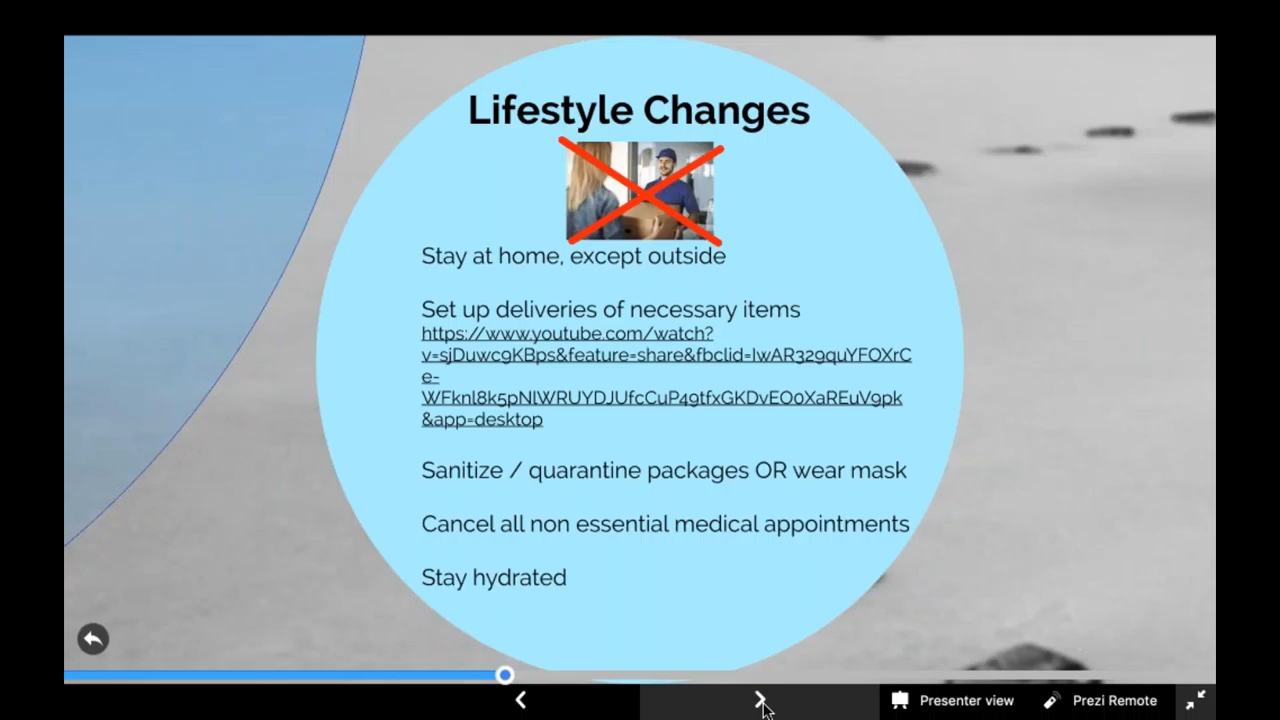 Lifestyle Changes
Stay at home, except outside
Set up deliveries of necessary items
https://www.youtube.com/watch?
v=sjDuwc9KBps&feature=share&fbclid=IwAR329quYFOXrC
e-
WFknl8k5pNlWRUYDJUfcCuP49tfxGKDvEO0XaREuV9pk
&app=desktop
Sanitize / quarantine packages OR wear mask
Cancel all non essential medical appointments
Stay hydrated
Presenter view
Prezi Remote